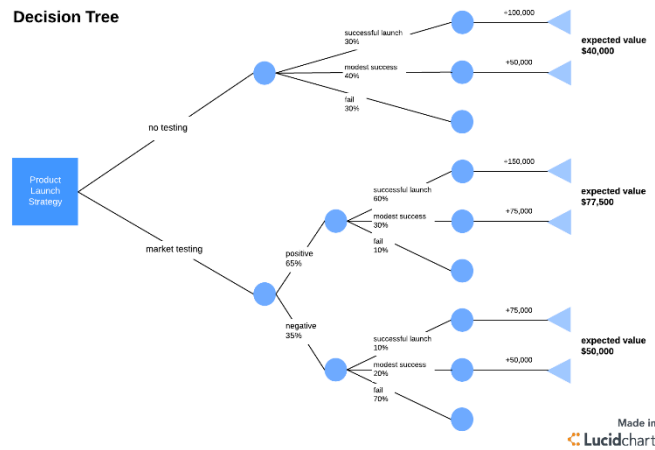 Decision Tree
+100,000
successful launch
30%
expected value
$40,000
modest success
40%
+50,000
fail
30%
no testing
+150,000
Product
Launch
Strategy
successful launch
60%
expected value
$77,500
modest success
30%
+75,000
market testing
positive
65%
fail
10%
+75,000
negative
35%
successful launch
10%
expected value
$50,000
modest success
20%
+50,000
fail
70%
Made in
Lucidchart